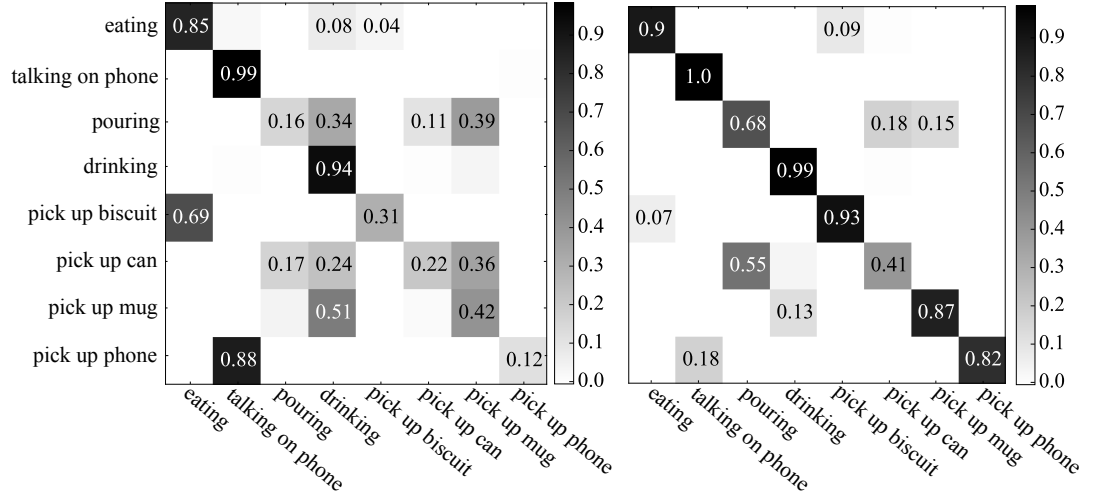 eating 0.85 0.08 0.04 0.9 0.09
talking on phone 0.99 1.0
pouring 0.16 0.34 0.11 0.39 0.68 0.18 0.15
drinking 0.94 0.99
pick up biscuit 0.69 0.31 0.07 0.93
pick up can 0.17 0.24 0.22 0.36 0.55 0.41
pick up mug 0.51 0.42 0.13 0.87
pick up phone 0.88 0.12 0.18 0.82
0.9
0.8
0.7
0.6
0.5
0.4
0.3
0.2
0.1
0.0
0.9
0.8
0.7
0.6
0.5
0.4
0.3
0.2
0.1
0.0
eating
talking on phone
pouring
drinking
pick up biscuit
pick up can
pick up mug
pick up phone
eating
talking on phone
pouring
drinking
pick up biscuit
pick up can
pick up mug
pick up phone